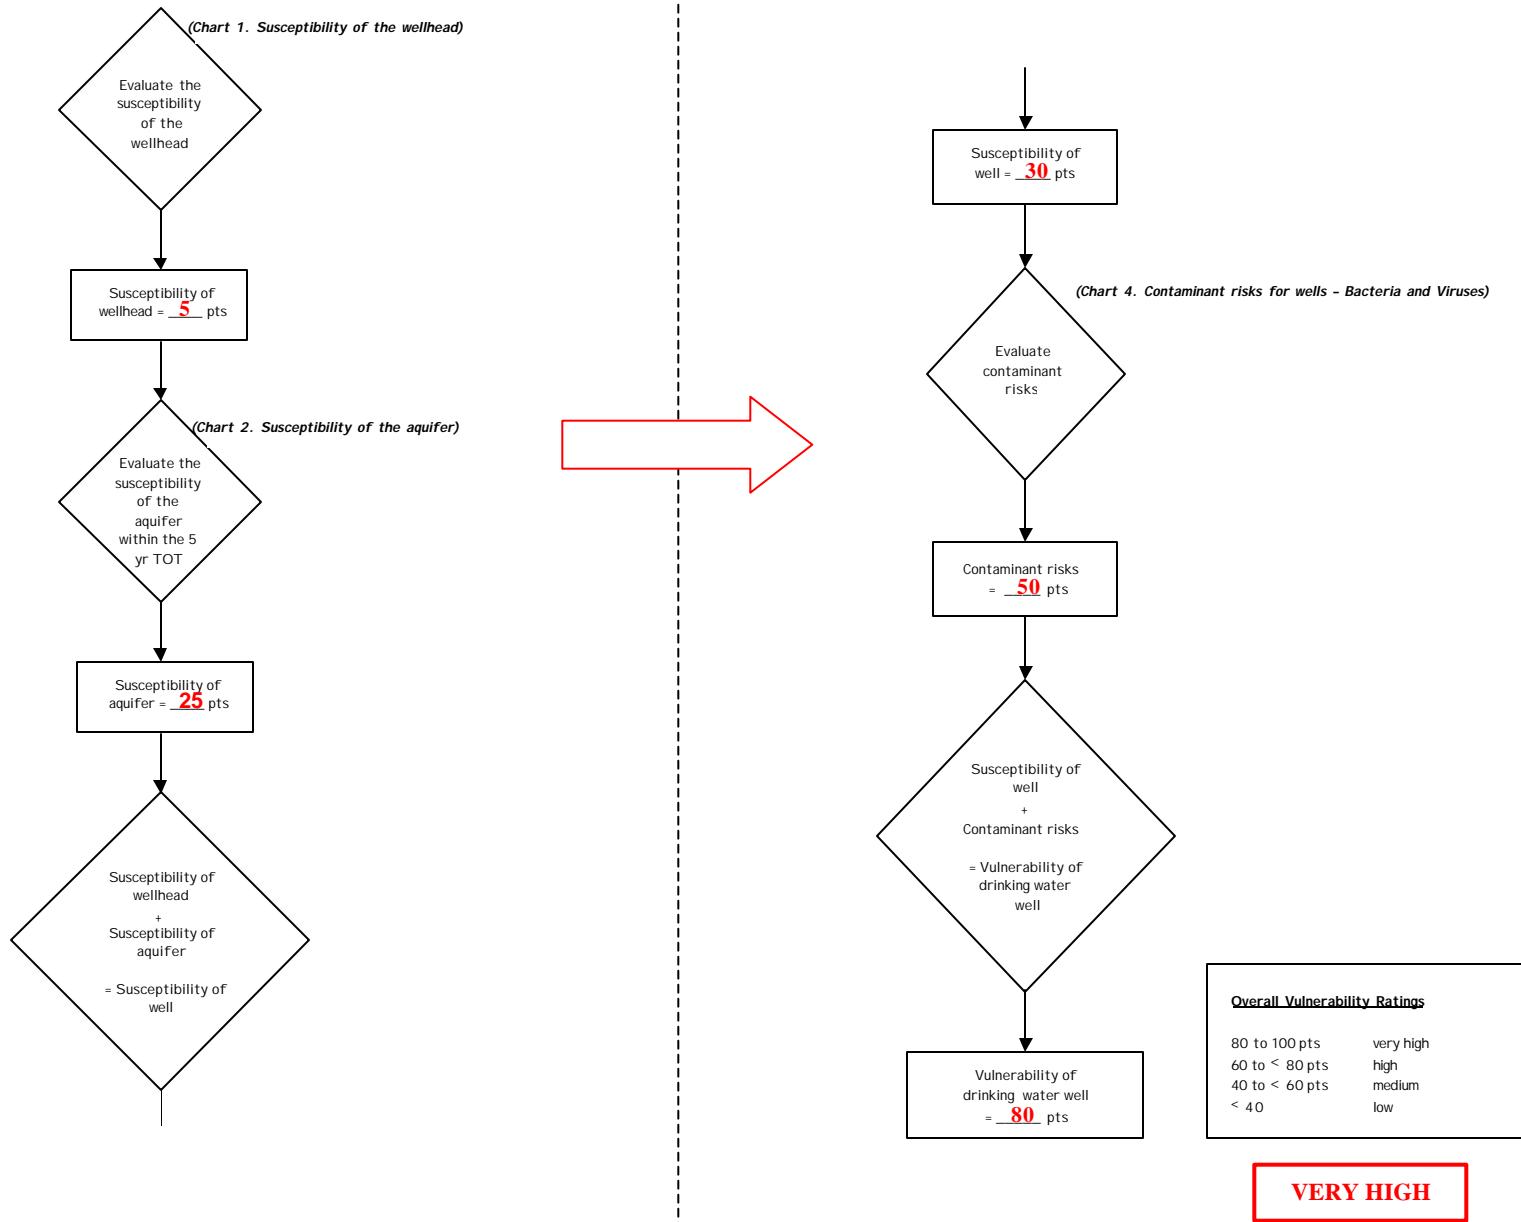 (Chart 1. Susceptibility of the wellhead)
Evaluate the
susceptibility
of the
wellhead
Susceptibility of
wellhead = 5 pts
(Chart 2. Susceptibility of the aquifer)
Evaluate the
susceptibility
of the
aquifer
within the 5
yr TOT
Susceptibility of
aquifer = 25 pts
Susceptibility of
wellhead
+
Susceptibility of
aquifer
= Susceptibility of
well
Susceptibility of
well = 30 pts
(Chart 4. Contaminant risks for wells – Bacteria and Viruses)
Evaluate
contaminant
risks
Contaminant risks
= 50 pts
Susceptibility of
well
+
Contaminant risks
= Vulnerability of
drinking water
well
Vulnerability of
drinking water well
= 80 pts
Overall Vulnerability Ratings
80 to 100 pts very high
60 to < 80 pts high
40 to < 60 pts medium
< 40 low
VERY HIGH